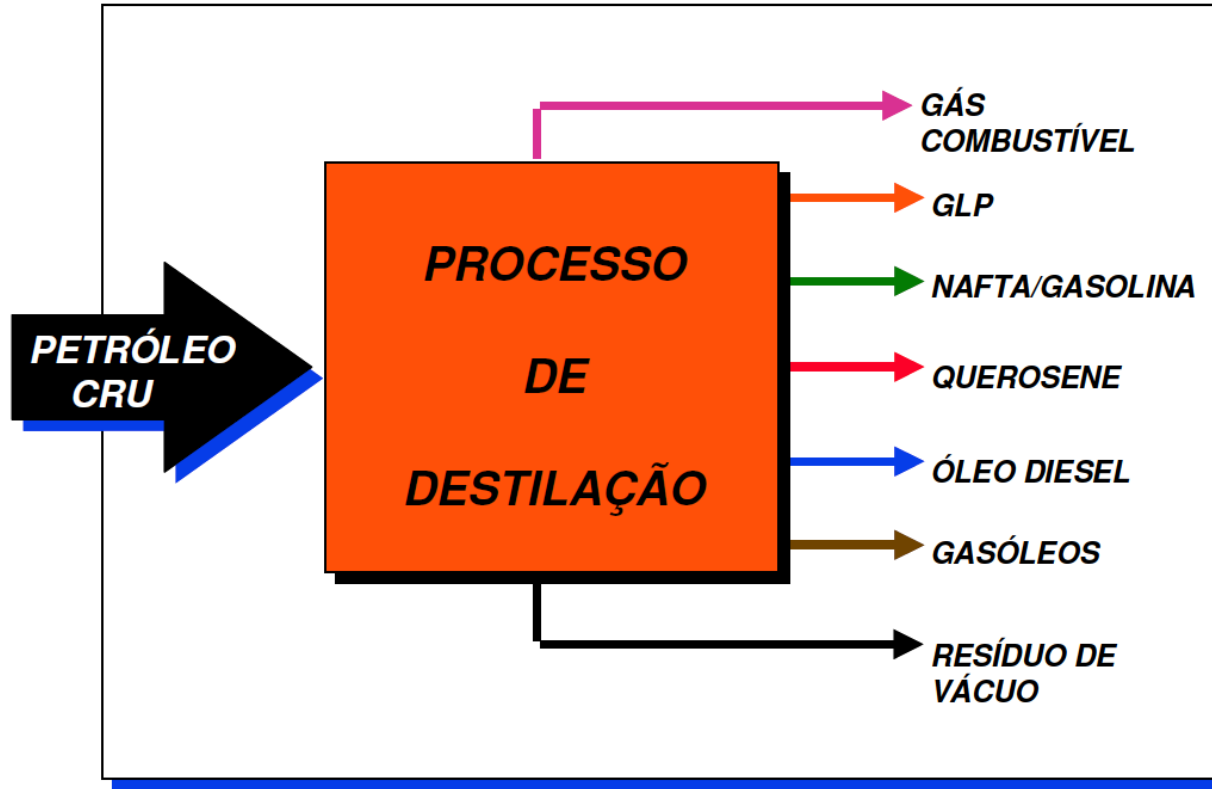 GÁS
COMBUSTÍVEL
GLP
PROCESSO
NAFTA/GASOLINA
PETRÓLEO
CRU
DE
QUEROSENE
DESTILAÇÃO
ÓLEO DIESEL
GASÓLEOS
RESÍDUO DE
VÁCUO